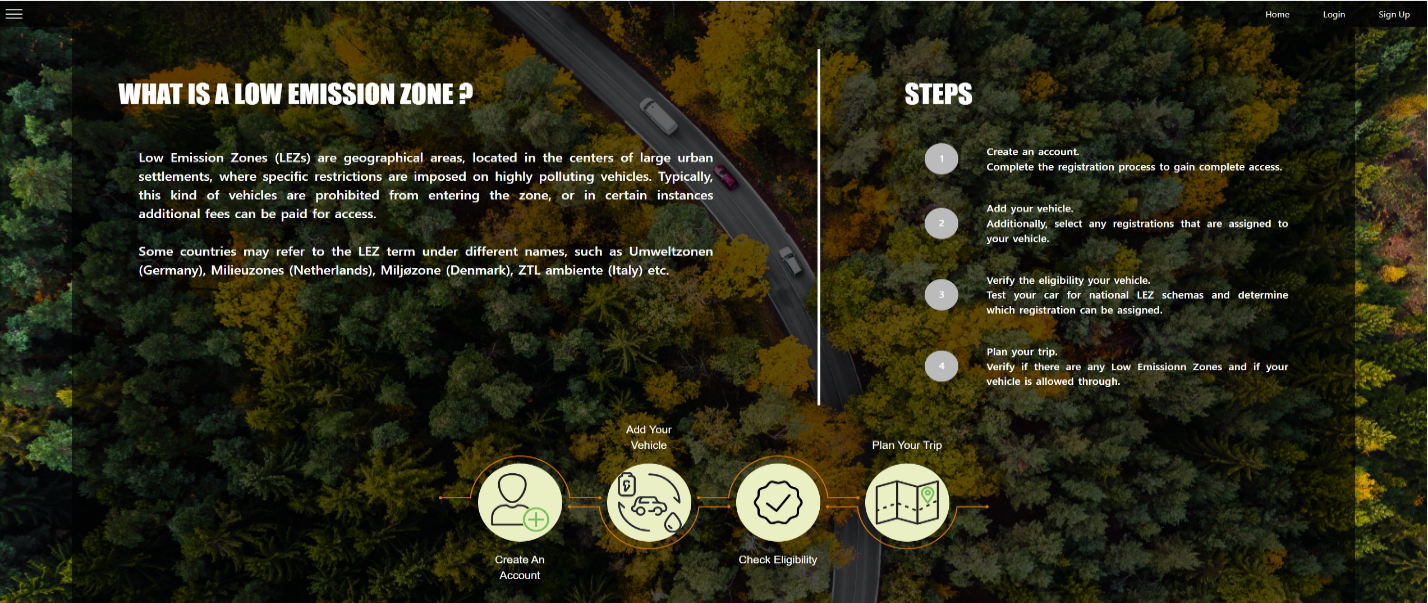 Home
Login
Sign Up
WHAT IS A LOW EMISSION ZONE ?
Low Emission Zones (LEZs) are geographical areas, located in the centers of large urban
settlements, where specific restrictions are imposed on highly polluting vehicles. Typically,
this kind of vehicles are prohibited from entering the zone, or in certain instances
additional fees can be paid for access.
Some countries may refer to the LEZ term under different names, such as Umweltzonen
(Germany), Milieuzones (Netherlands), Miljøzone (Denmark), ZTL ambiente (Italy) etc.
STEPS
1
Create an account.
Complete the registration process to gain complete access.
2
Add your vehicle.
Additionally, select any registrations that are assigned to
your vehicle.
3
Verify the eligibility your vehicle.
Test your car for national LEZ schemas and determine
which registration can be assigned.
4
Plan your trip.
Verify if there are any Low Emissionn Zones and if your
vehicle is allowed through.
Create An
Account
Add Your
Vehicle
Check Eligibility
Plan Your Trip